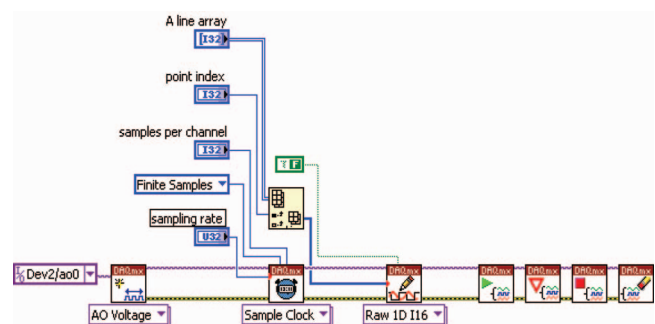 A line array
[I32]
point index
I32
samples per channel
I32
F
Finite Samples
sampling rate
U32
Dev2/ao0
DAQmx
DAQmx
DAQmx
DAQmx
DAQmx
DAQmx
DAQmx
AO Voltage
Sample Clock
Raw 1D I16